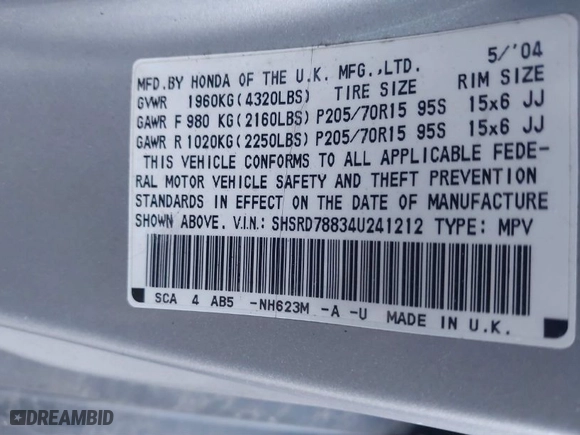 5/'04
MFD.BY HONDA OF THE U.K. MFG.,LTD.
GVWR 1960KG(4320LBS) TIRE SIZE RIM SIZE
GAWR F 980 KG(2160LBS) P205/70R15 95S 15x6 JJ
GAWR R 1020KG(2250LBS) P205/70R15 95S 15x6 JJ
THIS VEHICLE CONFORMS TO ALL APPLICABLE FEDE-
RAL MOTOR VEHICLE SAFETY AND THEFT PREVENTION
STANDARDS IN EFFECT ON THE DATE OF MANUFACTURE
SHOWN ABOVE. V.I.N.: SHSRD78834U241212 TYPE: MPV
SCA 4 AB5 -NH623M -A -U MADE IN U.K.
DREAMBID